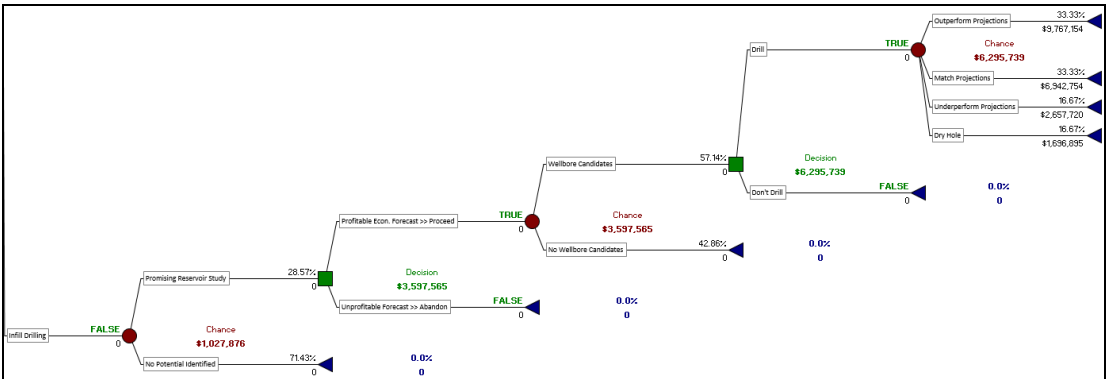 33.33%
Outperform Projections
$9,767,154
TRUE
Chance
Drill
0
$6,295,739
33.33%
Match Projections
$6,942,754
16.67%
Underperform Projections
$2,657,720
16.67%
Dry Hole
$1,696,895
57.14%
Decision
Wellbore Candidates
0
$6,295,739
FALSE
0.0%
Don't Drill
0
0
TRUE
Chance
Profitable Econ. Forecast >> Proceed
0
$3,597,565
42.86%
0.0%
No Wellbore Candidates
0
0
28.57%
Decision
Promising Reservoir Study
0
$3,597,565
FALSE
0.0%
Unprofitable Forecast >> Abandon
0
0
FALSE
Chance
Infill Drilling
0
$1,027,876
71.43%
0.0%
No Potential Identified
0
0